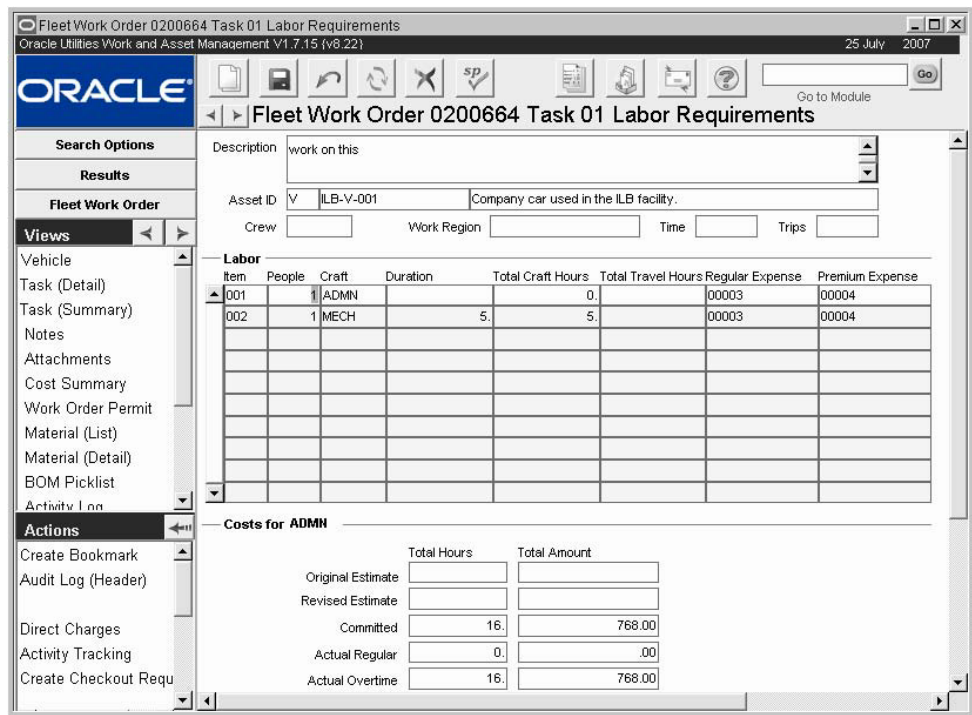 Fleet Work Order 0200664 Task 01 Labor Requirements
Oracle Utilities Work and Asset Management V1.7.15 {v8.22}
25 July 2007
ORACLE
sp
Go
Go to Module
Fleet Work Order 0200664 Task 01 Labor Requirements
Search Options
Results
Fleet Work Order
Views
Vehicle
Task (Detail)
Task (Summary)
Notes
Attachments
Cost Summary
Work Order Permit
Material (List)
Material (Detail)
BOM Picklist
Activity Log
Actions
Create Bookmark
Audit Log (Header)
Direct Charges
Activity Tracking
Create Checkout Requ
Description work on this
Asset ID V ILB-V-001 Company car used in the ILB facility.
Crew Work Region Time Trips
Labor
Item People Craft Duration Total Craft Hours Total Travel Hours Regular Expense Premium Expense
001 1 ADMN 0. 00003 00004
002 1 MECH 5. 5. 00003 00004
Costs for ADMN
Total Hours Total Amount
Original Estimate
Revised Estimate
Committed 16. 768.00
Actual Regular 0. .00
Actual Overtime 16. 768.00